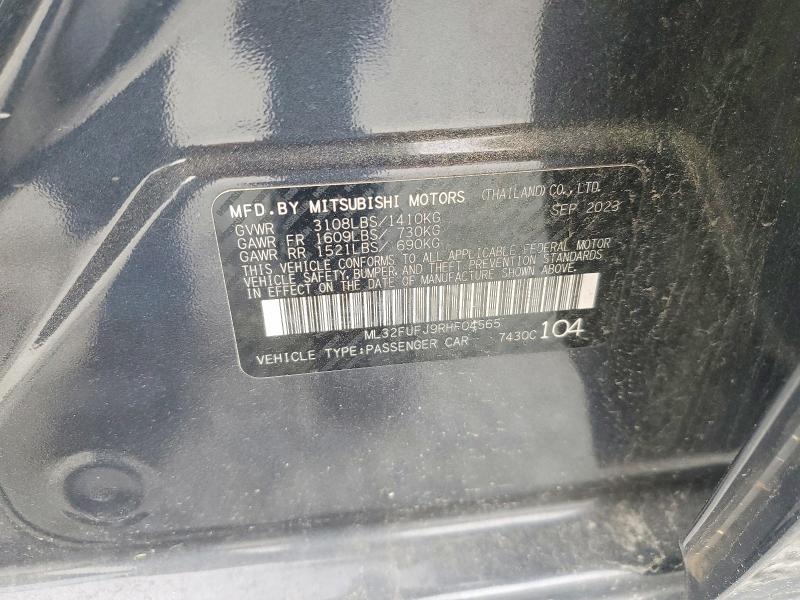 MFD.BY MITSUBISHI MOTORS (THAILAND) CO., LTD.
SEP 2023
GVWR 3108LBS/1410KG
GAWR FR 1609LBS/ 730KG
GAWR RR 1521LBS/ 690KG
THIS VEHICLE CONFORMS TO ALL APPLICABLE FEDERAL MOTOR
VEHICLE SAFETY, BUMPER, AND THEFT PREVENTION STANDARDS
IN EFFECT ON THE DATE OF MANUFACTURE SHOWN ABOVE.
ML32FUFJ9RHF04565
VEHICLE TYPE:PASSENGER CAR 7430C 104